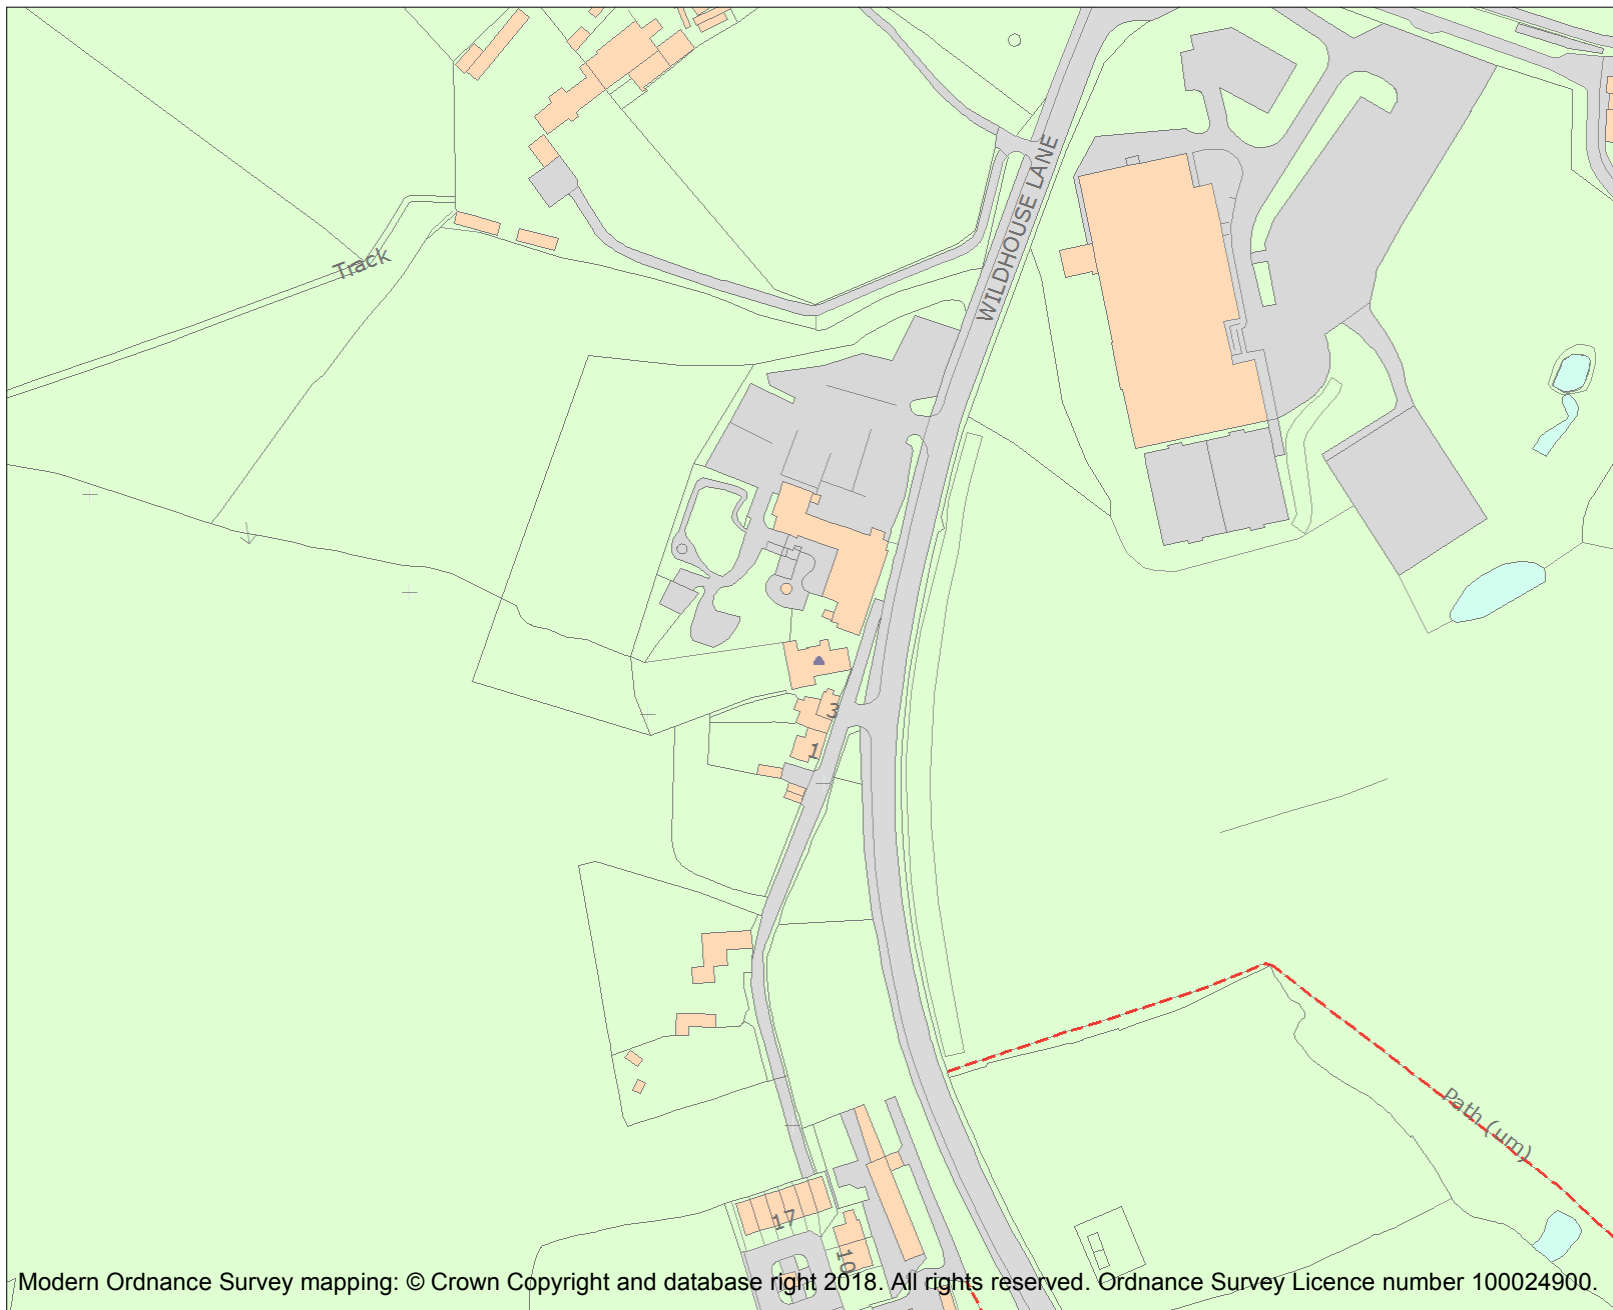 WILDHOUSE LANE
Track
3
1
Path (um)
17
10
Modern Ordnance Survey mapping: © Crown Copyright and database right 2018. All rights reserved. Ordnance Survey Licence number 100024900.